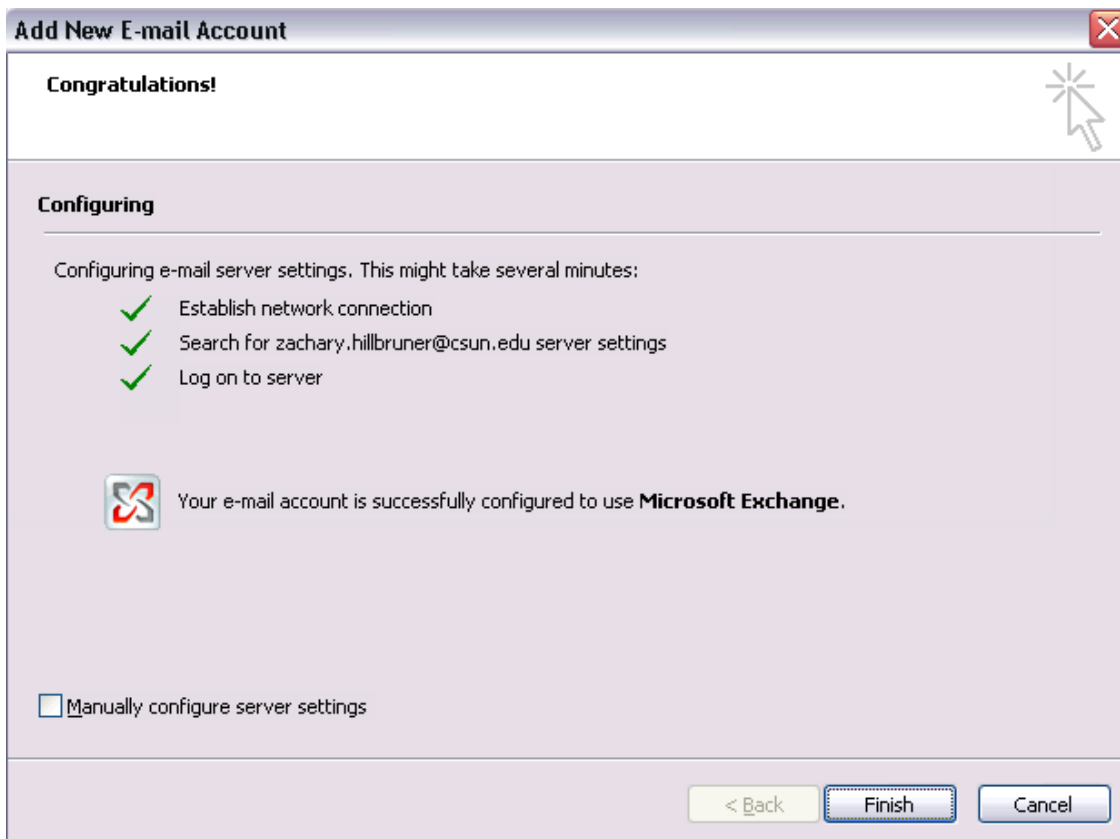 Add New E-mail Account
Congratulations!
Configuring
Configuring e-mail server settings. This might take several minutes:
Establish network connection
Search for zachary.hillbruner@csun.edu server settings
Log on to server
Your e-mail account is successfully configured to use Microsoft Exchange.
Manually configure server settings
< Back
Finish
Cancel